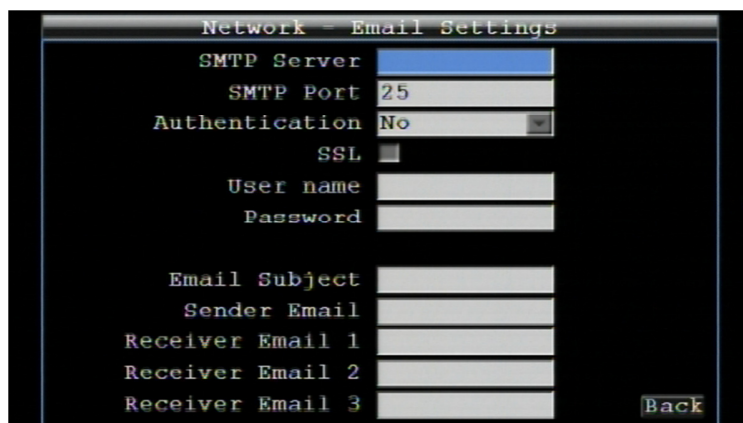 Network - Email Settings
SMTP Server
SMTP Port 25
Authentication No
SSL
User name
Password
Email Subject
Sender Email
Receiver Email 1
Receiver Email 2
Receiver Email 3
Back